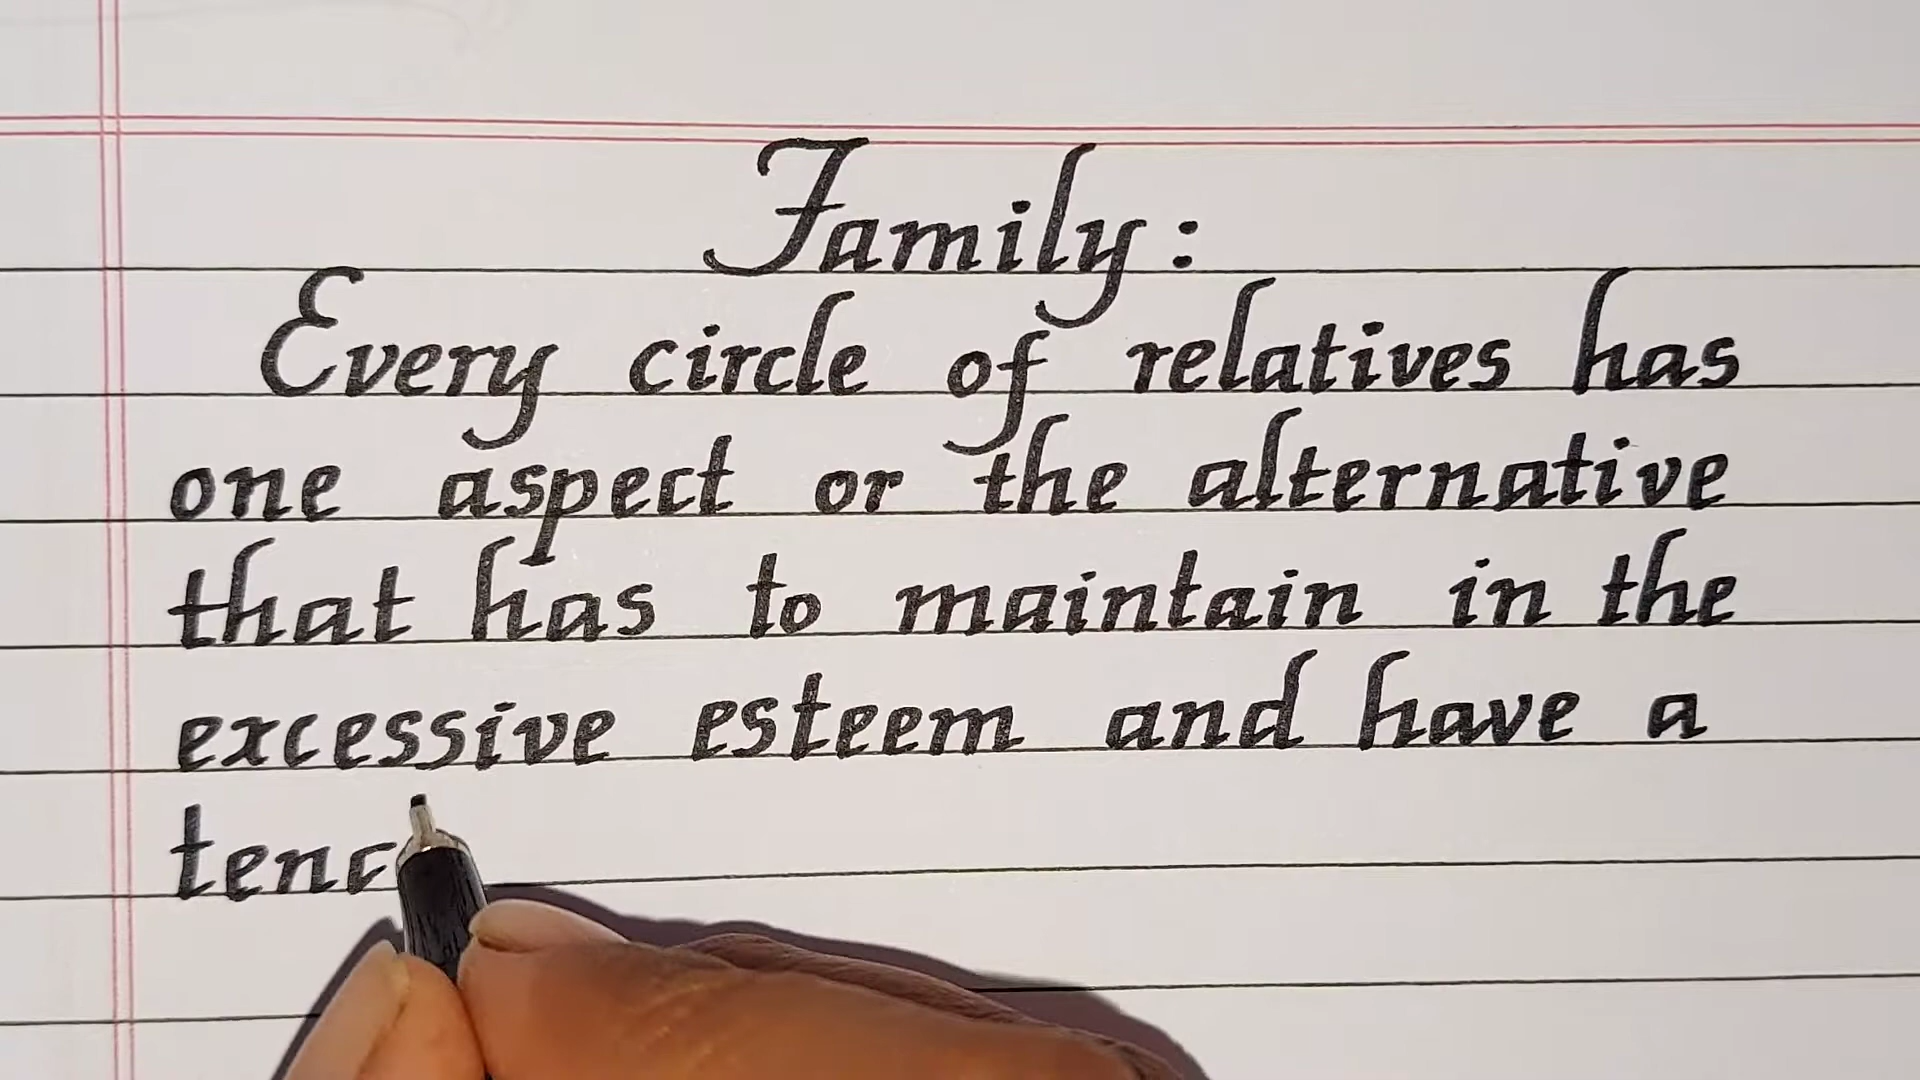 Family:
Every circle of relatives has
one aspect or the alternative
that has to maintain in the
excessive esteem and have a
tenc